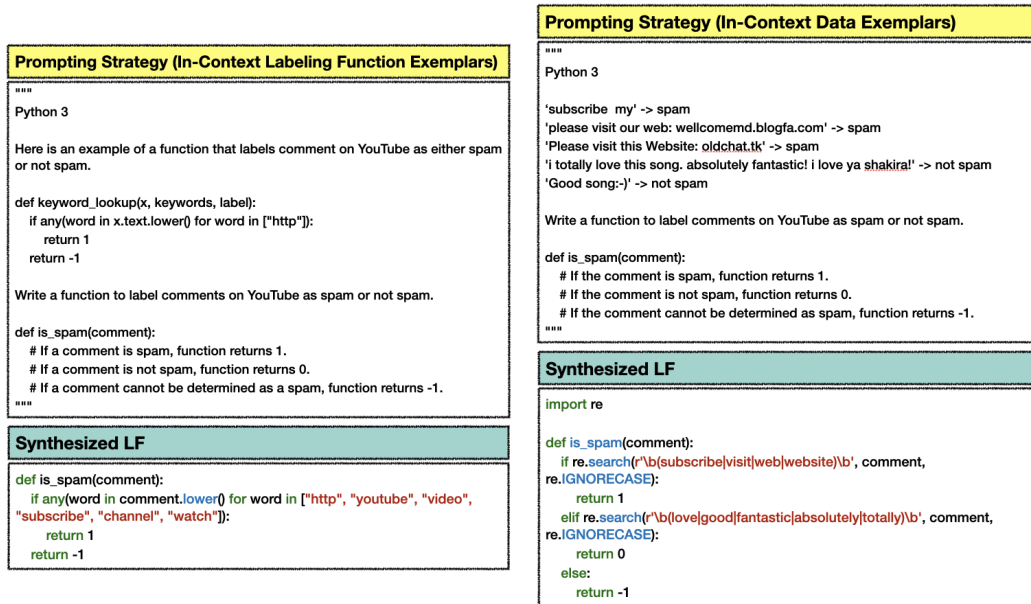 Prompting Strategy (In-Context Labeling Function Exemplars)
"""
Python 3
Here is an example of a function that labels comment on YouTube as either spam
or not spam.
def keyword_lookup(x, keywords, label):
if any(word in x.text.lower() for word in ["http"]):
return 1
return -1
Write a function to label comments on YouTube as spam or not spam.
def is_spam(comment):
# If a comment is spam, function returns 1.
# If a comment is not spam, function returns 0.
# If a comment cannot be determined as a spam, function returns -1.
"""
Synthesized LF
def is_spam(comment):
if any(word in comment.lower() for word in ["http", "youtube", "video",
"subscribe", "channel", "watch"]):
return 1
return -1
Prompting Strategy (In-Context Data Exemplars)
"""
Python 3
‘subscribe  my' -> spam
'please visit our web: wellcomemd.blogfa.com' -> spam
'Please visit this Website: oldchat.tk' -> spam
'i totally love this song. absolutely fantastic! i love ya shakira!' -> not spam
'Good song:-)' -> not spam
Write a function to label comments on YouTube as spam or not spam.
def is_spam(comment):
# If the comment is spam, function returns 1.
# If the comment is not spam, function returns 0.
# If the comment cannot be determined as spam, function returns -1.
"""
Synthesized LF
import re
def is_spam(comment):
if re.search(r'\b(subscribe|visit|web|website)\b', comment,
re.IGNORECASE):
return 1
elif re.search(r'\b(love|good|fantastic|absolutely|totally)\b', comment,
re.IGNORECASE):
return 0
else:
return -1